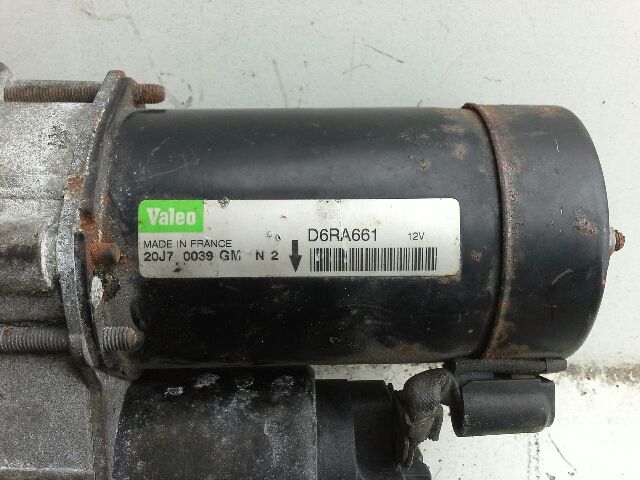 Valeo
D6RA661 12V
MADE IN FRANCE
20J7 0039 GM N 2